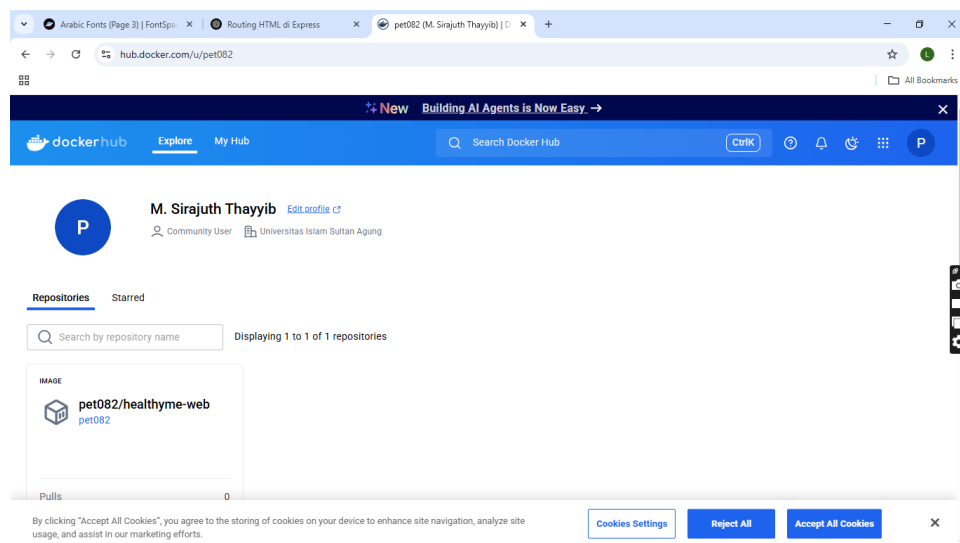 Arabic Fonts (Page 3) | FontSpa
Routing HTML di Express
pet082 (M. Sirajuth Thayyib) | D
hub.docker.com/u/pet082
L
All Bookmarks
New Building AI Agents is Now Easy →
dockerhub
Explore
My Hub
Search Docker Hub
CtrlK
P
P
M. Sirajuth Thayyib
Edit profile
Community User
Universitas Islam Sultan Agung
Repositories
Starred
Search by repository name
Displaying 1 to 1 of 1 repositories
IMAGE
pet082/healthyme-web
pet082
Pulls 0
By clicking "Accept All Cookies", you agree to the storing of cookies on your device to enhance site navigation, analyze site
usage, and assist in our marketing efforts.
Cookies Settings
Reject All
Accept All Cookies